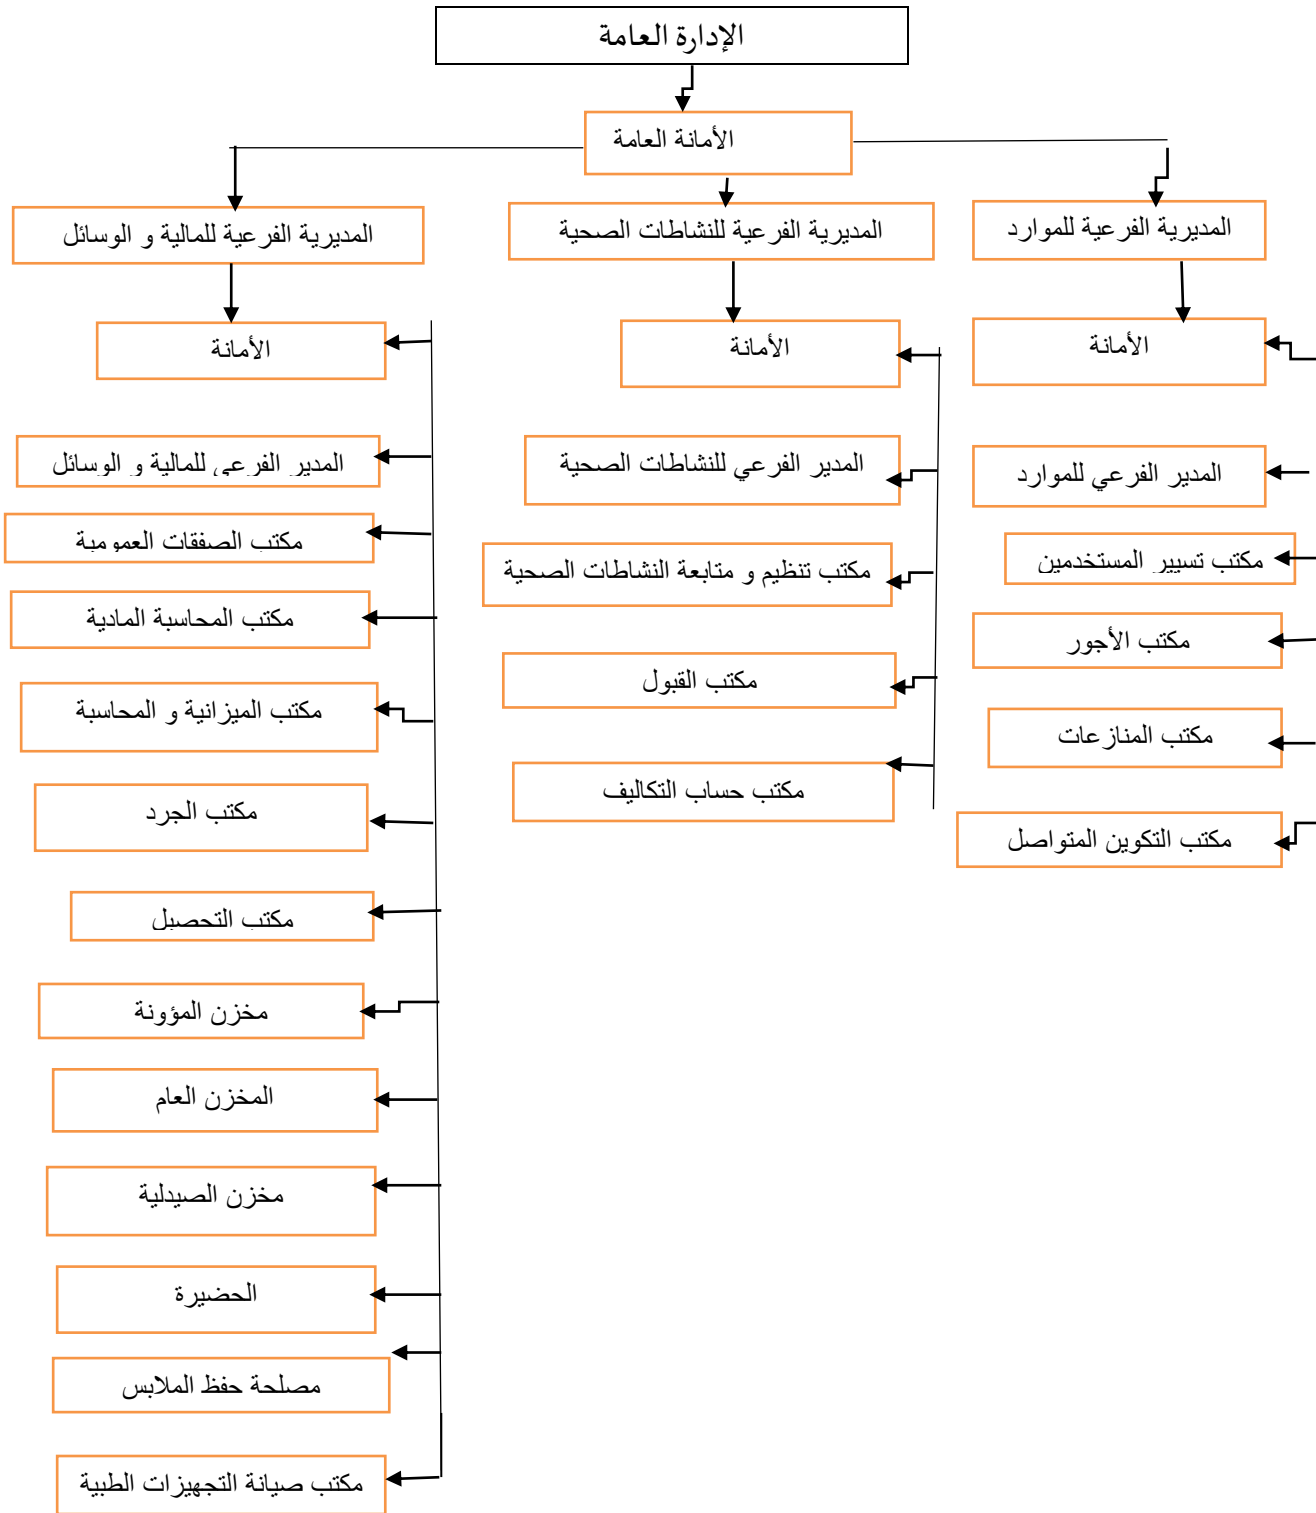 الإدارة العامة
الأمانة العامة
المديرية الفرعية للموارد
المديرية الفرعية للنشاطات الصحية
المديرية الفرعية للمالية و الوسائل
الأمانة
المدير الفرعي للموارد
مكتب تسيير المستخدمين
مكتب الأجور
مكتب المنازعات
مكتب التكوين المتواصل
الأمانة
المدير الفرعي للنشاطات الصحية
مكتب تنظيم و متابعة النشاطات الصحية
مكتب القبول
مكتب حساب التكاليف
الأمانة
المدير الفرعي للمالية و الوسائل
مكتب الصفقات العمومية
مكتب المحاسبة المادية
مكتب الميزانية و المحاسبة
مكتب الجرد
مكتب التحصيل
مخزن المؤونة
المخزن العام
مخزن الصيدلية
الحضيرة
مصلحة حفظ الملابس
مكتب صيانة التجهيزات الطبية